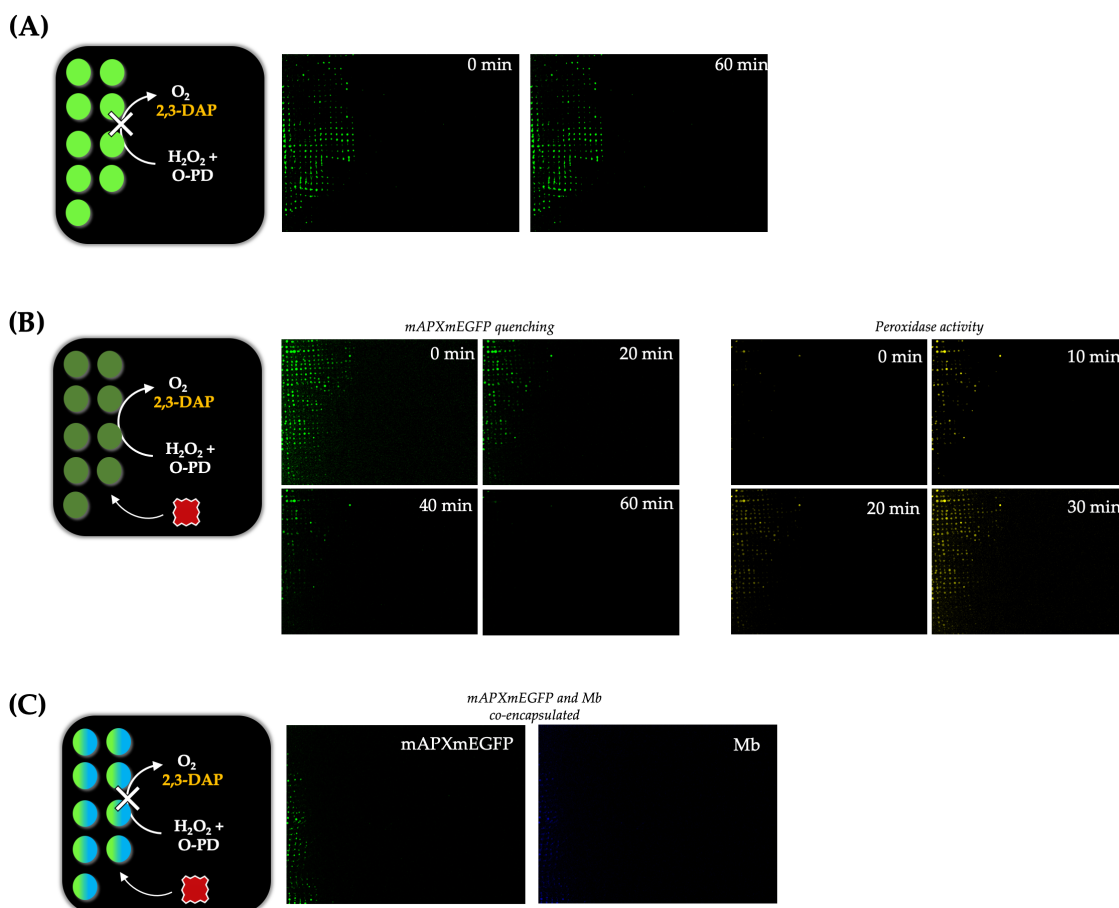 (A)
O₂
2,3-DAP
H₂O₂ +
O-PD
0 min
60 min
(B)
O₂
2,3-DAP
H₂O₂ +
O-PD
mAPXmEGFP quenching
0 min
20 min
40 min
60 min
Peroxidase activity
0 min
10 min
20 min
30 min
(C)
O₂
2,3-DAP
H₂O₂ +
O-PD
mAPXmEGFP and Mb
co-encapsulated
mAPXmEGFP
Mb